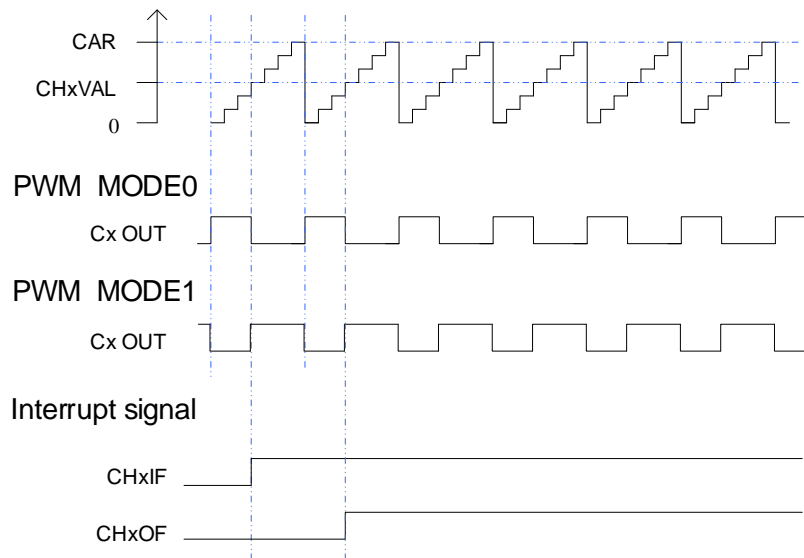 CAR
CHxVAL
0
PWM MODE0
Cx OUT
PWM MODE1
Cx OUT
Interrupt signal
CHxIF
CHxOF